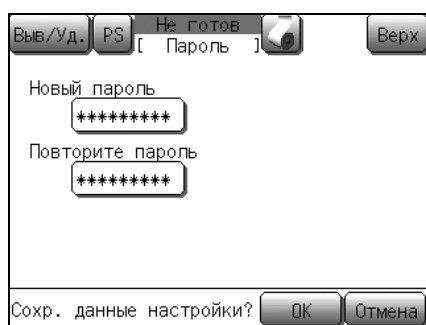 Выв/Уд. PS Не готов Верх
[ Пароль ]
Новый пароль
*********
Повторите пароль
*********
Сохр. данные настройки? OK Отмена